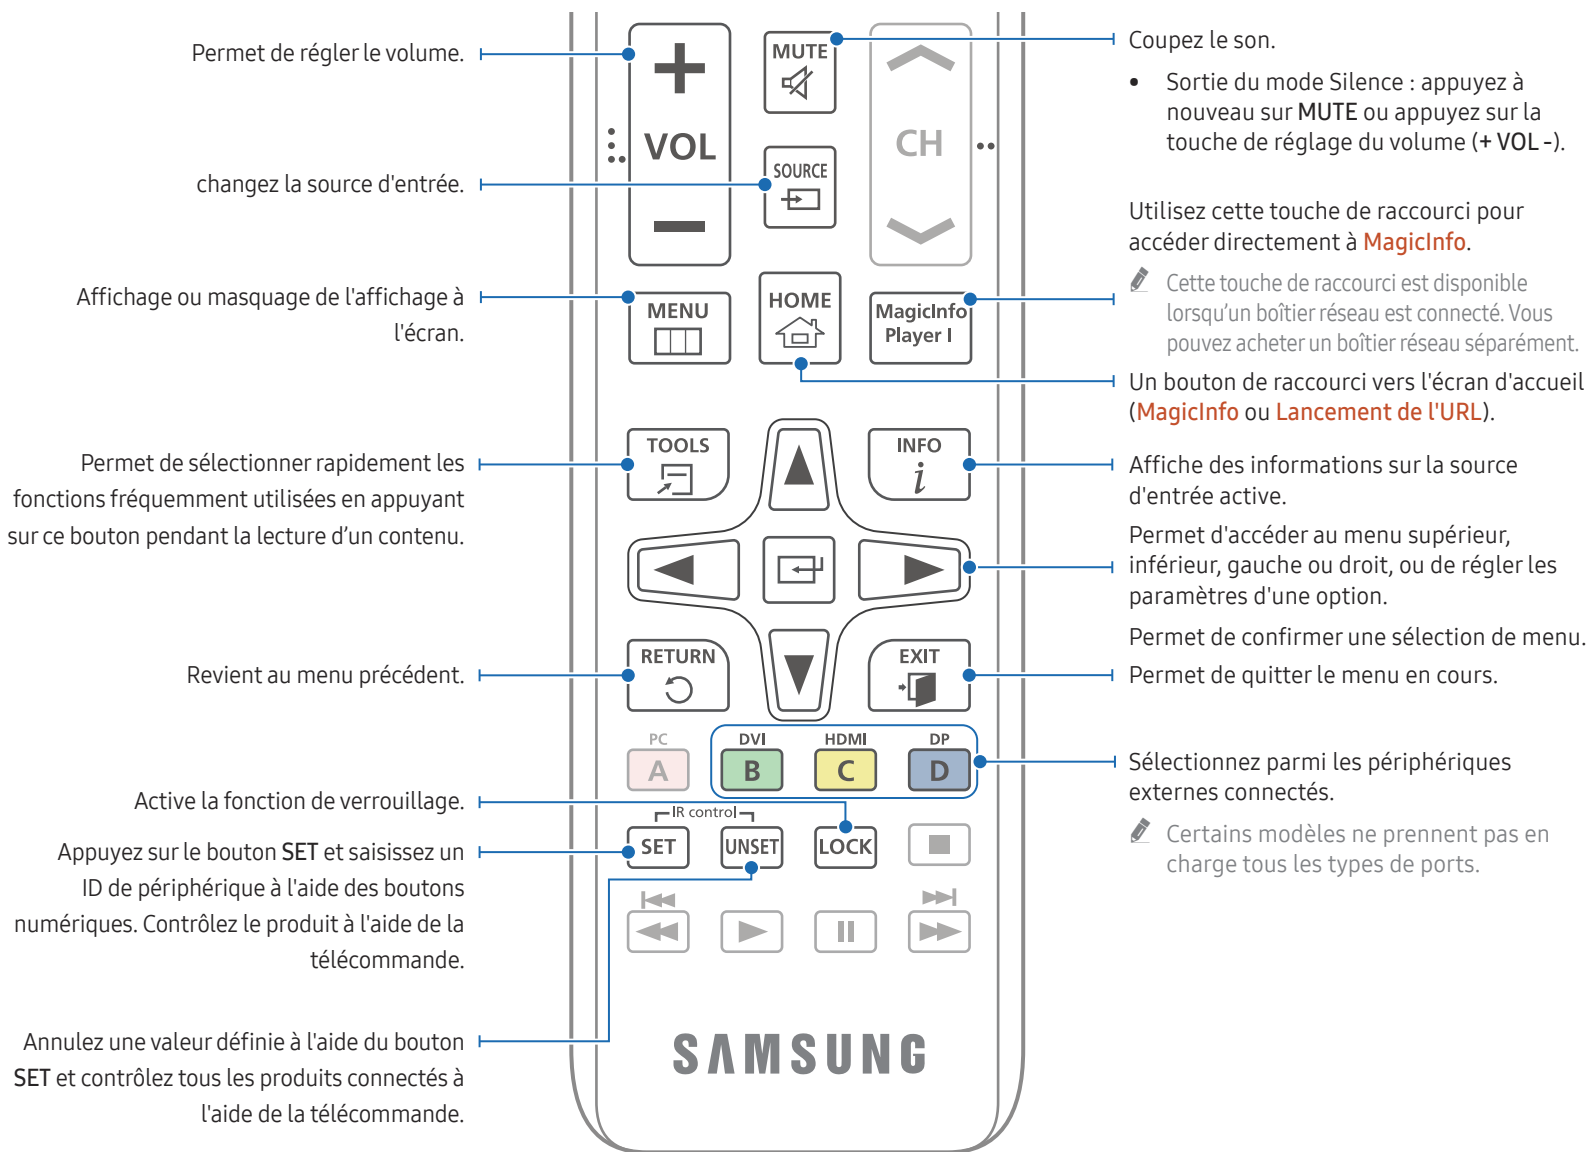 Permet de régler le volume.
changez la source d'entrée.
Affichage ou masquage de l'affichage à
l'écran.
Permet de sélectionner rapidement les
fonctions fréquemment utilisées en appuyant
sur ce bouton pendant la lecture d’un contenu.
Revient au menu précédent.
Active la fonction de verrouillage.
Appuyez sur le bouton SET et saisissez un
ID de périphérique à l'aide des boutons
numériques. Contrôlez le produit à l'aide de la
télécommande.
Annulez une valeur définie à l'aide du bouton
SET et contrôlez tous les produits connectés à
l'aide de la télécommande.
VOL
MUTE
CH
SOURCE
MENU
HOME
MagicInfo
Player I
TOOLS
INFO
i
RETURN
EXIT
PC
DVI
HDMI
DP
A
B
C
D
IR control
SET
UNSET
LOCK
SAMSUNG
Coupez le son.
• Sortie du mode Silence : appuyez à
nouveau sur MUTE ou appuyez sur la
touche de réglage du volume (+ VOL -).
Utilisez cette touche de raccourci pour
accéder directement à MagicInfo.
Cette touche de raccourci est disponible
lorsqu’un boîtier réseau est connecté. Vous
pouvez acheter un boîtier réseau séparément.
Un bouton de raccourci vers l'écran d'accueil
(MagicInfo ou Lancement de l'URL).
Affiche des informations sur la source
d'entrée active.
Permet d'accéder au menu supérieur,
inférieur, gauche ou droit, ou de régler les
paramètres d'une option.
Permet de confirmer une sélection de menu.
Permet de quitter le menu en cours.
Sélectionnez parmi les périphériques
externes connectés.
Certains modèles ne prennent pas en
charge tous les types de ports.